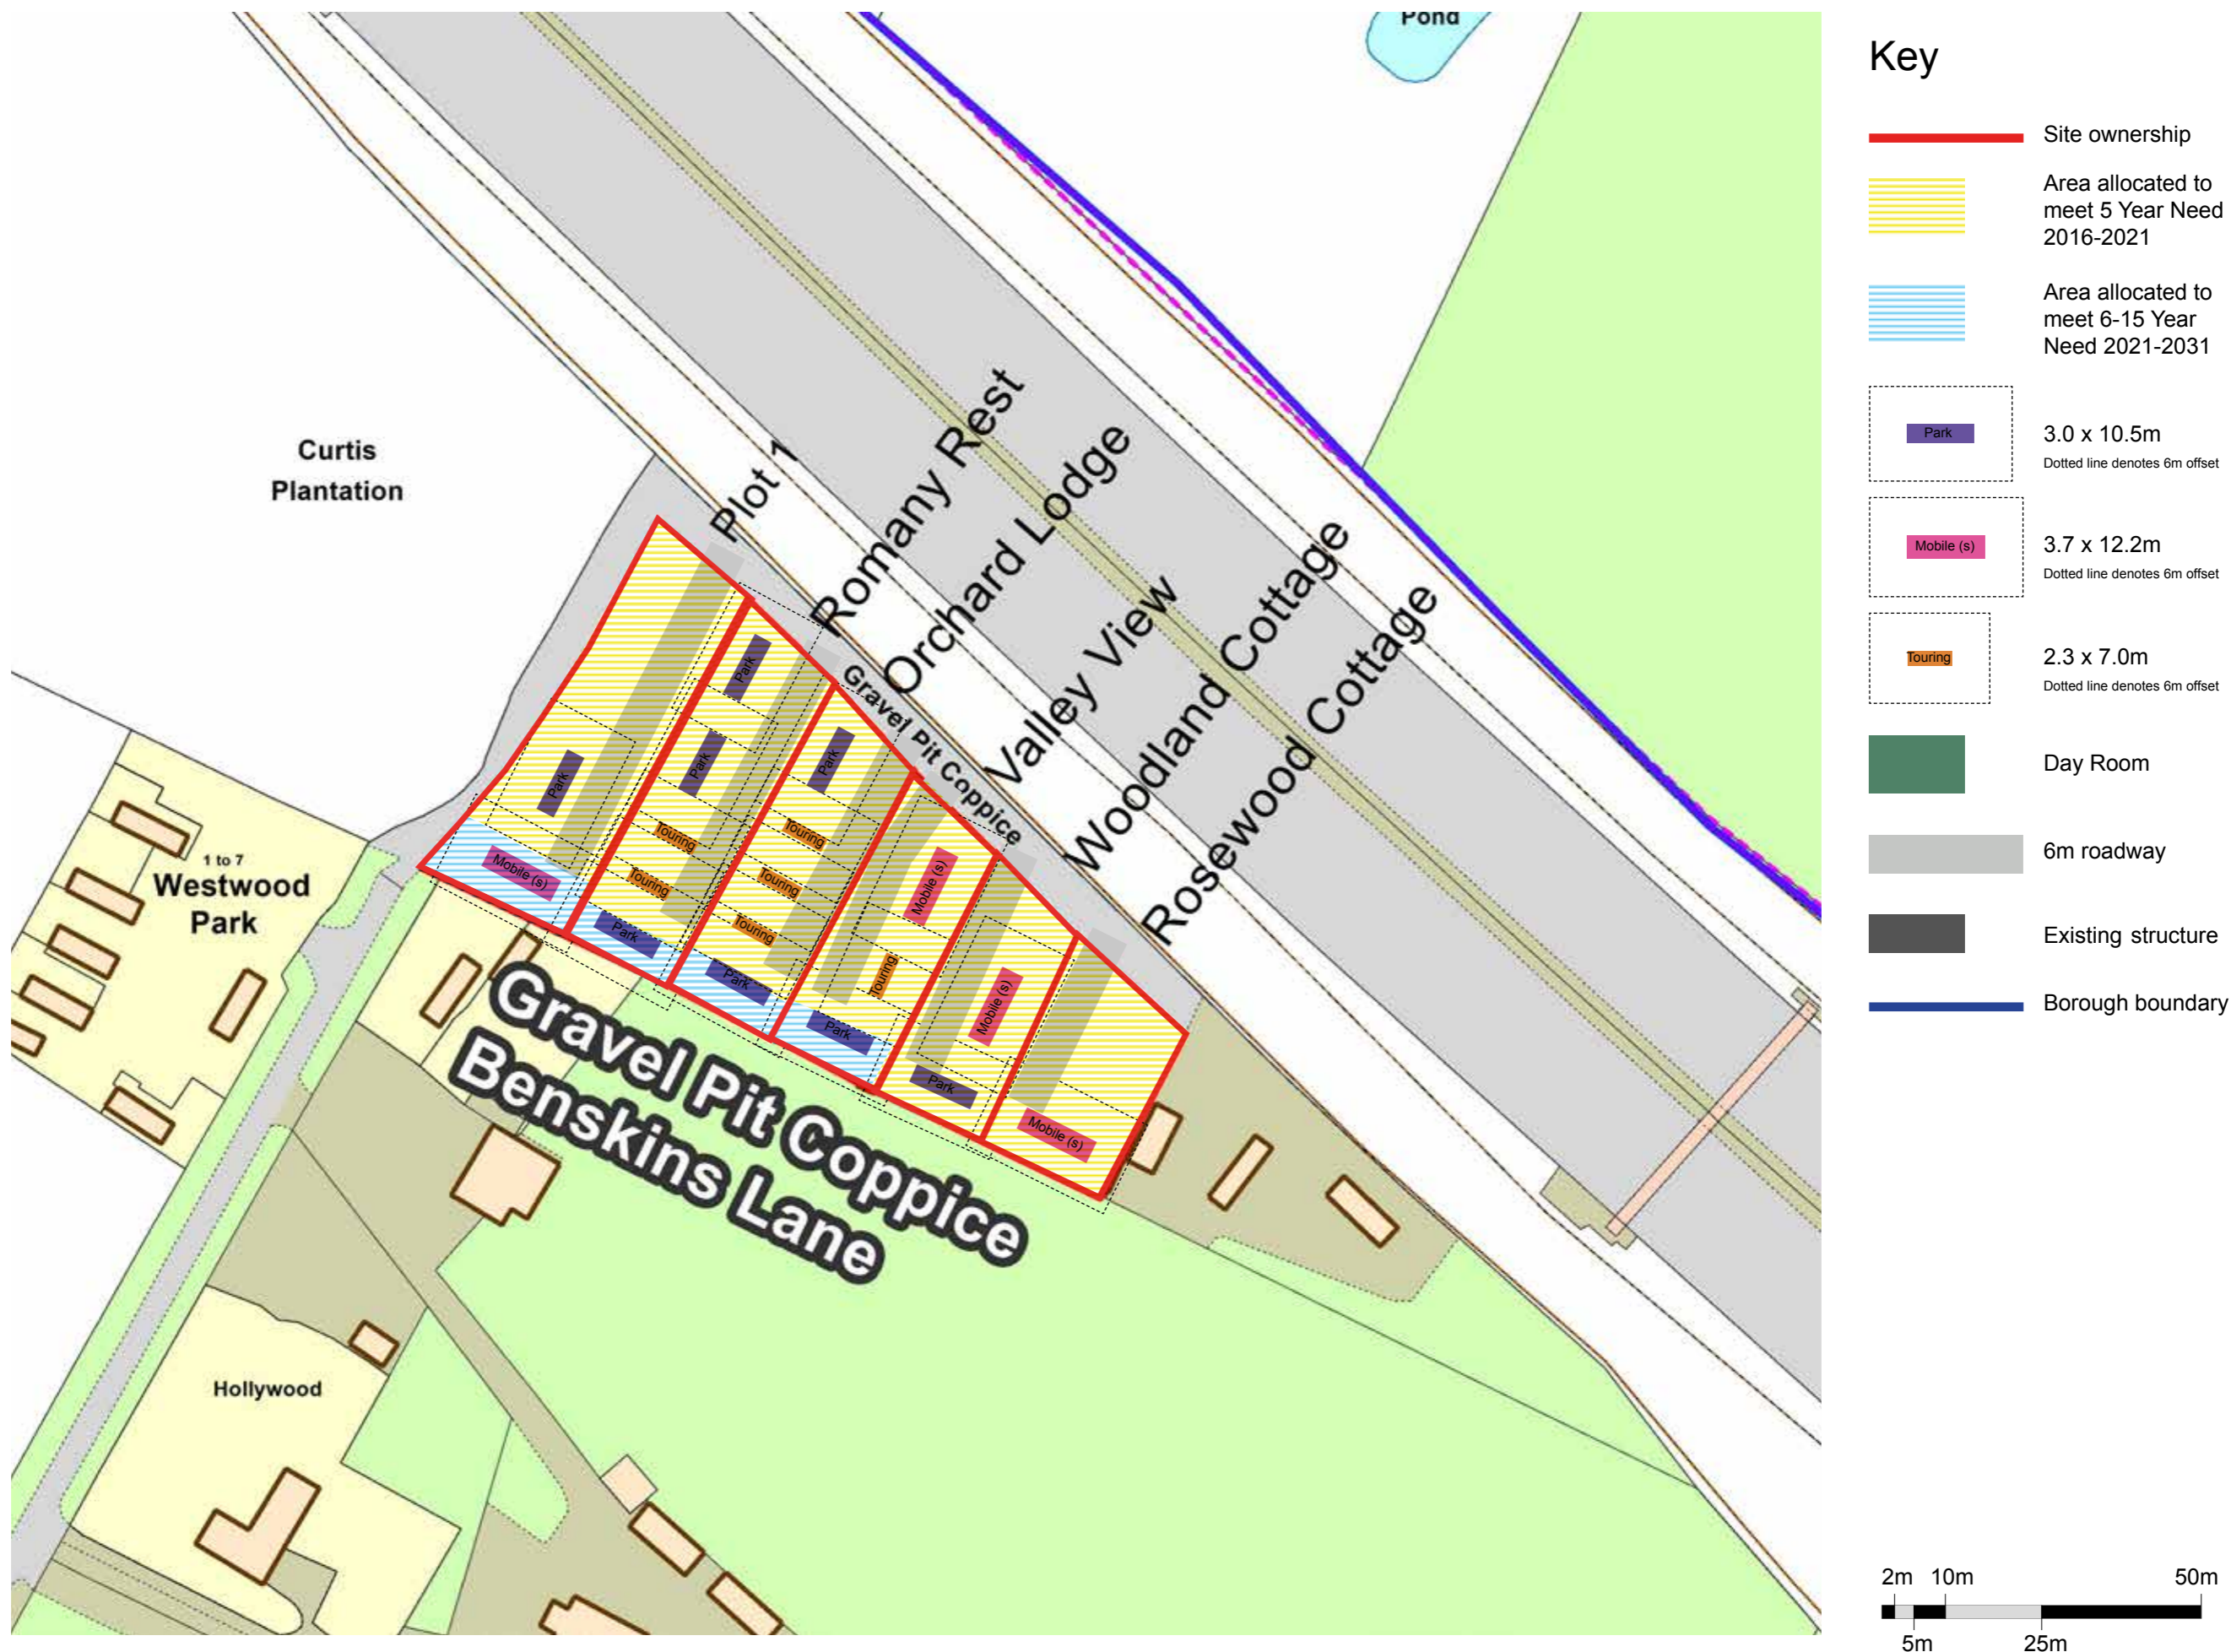 Pond
Curtis
Plantation
Plot 1
Romany Rest
Orchard Lodge
Valley View
Woodland Cottage
Rosewood Cottage
Gravel Pit Coppice
Park
Park
Park
Park
Touring
Touring
Touring
Touring
Touring
Touring
Mobile (s)
Mobile (s)
Mobile (s)
Mobile (s)
Park
Park
Park
Park
1 to 7
Westwood
Park
Gravel Pit Coppice
Benskins Lane
Hollywood
Key
Site ownership
Area allocated to
meet 5 Year Need
2016-2021
Area allocated to
meet 6-15 Year
Need 2021-2031
Park
3.0 x 10.5m
Dotted line denotes 6m offset
Mobile (s)
3.7 x 12.2m
Dotted line denotes 6m offset
Touring
2.3 x 7.0m
Dotted line denotes 6m offset
Day Room
6m roadway
Existing structure
Borough boundary
2m 10m 50m
5m 25m